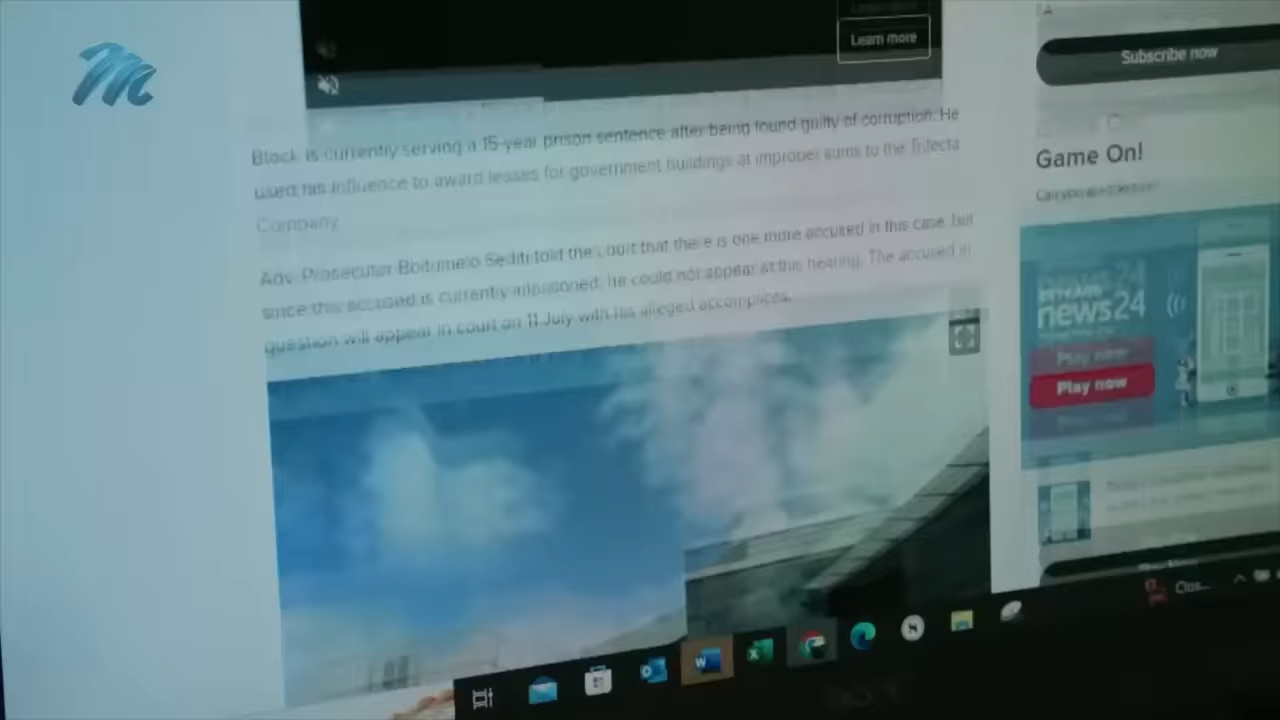 Learn more
Subscribe now
Block is currently serving a 15-year prison sentence after being found guilty of corruption. He
used his influence to award leases for government buildings at improper sums to the Trifecta
Company
Adv. Prosecutor Boitumelo Sediti told the court that there is one more accused in this case, but
since this accused is currently imprisoned, he could not appear at this hearing. The accused in
question will appear in court on 11 July with his alleged accomplices.
Game On!
news24
Play now
Play now